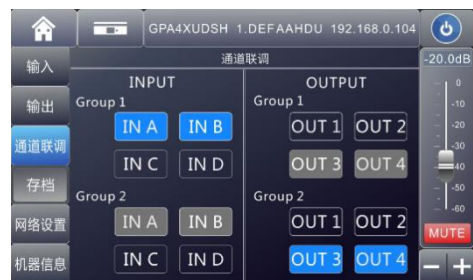 GPA4XUDSH 1.DEFAAHDU 192.168.0.104
输入
输出
通道联调
存档
网络设置
机器信息
通道联调
INPUT
Group 1
IN A IN B
IN C IN D
Group 2
IN A IN B
IN C IN D
OUTPUT
Group 1
OUT 1 OUT 2
OUT 3 OUT 4
Group 2
OUT 1 OUT 2
OUT 3 OUT 4
-20.0dB
0
-10
-20
-30
-40
-50
-60
MUTE
- +